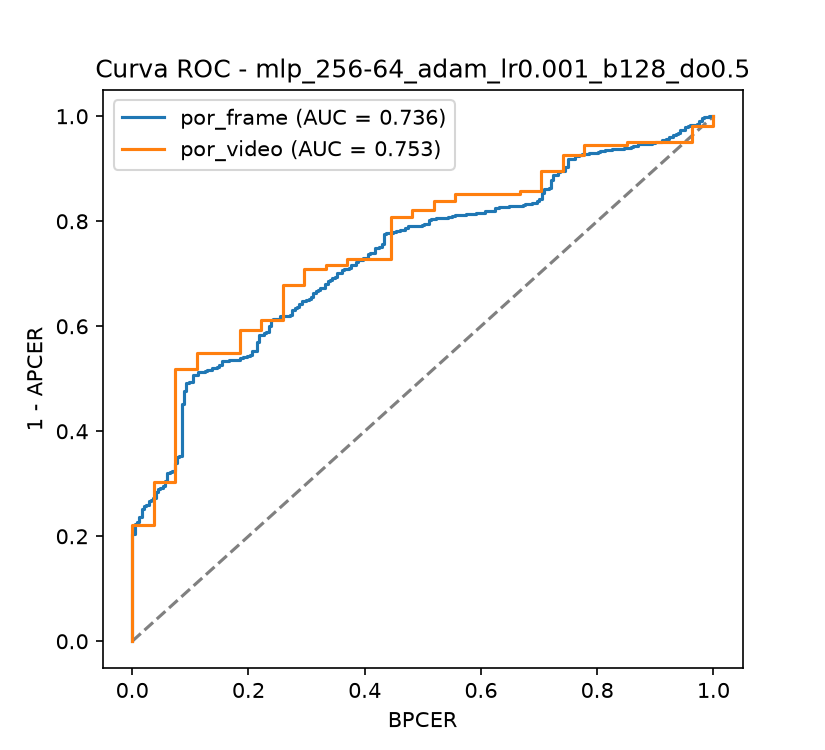 Curva ROC - mlp_256-64_adam_lr0.001_b128_do0.5
por_frame (AUC = 0.736)
por_video (AUC = 0.753)
1.0
0.8
0.6
0.4
0.2
0.0
1 - APCER
0.0 0.2 0.4 0.6 0.8 1.0
BPCER